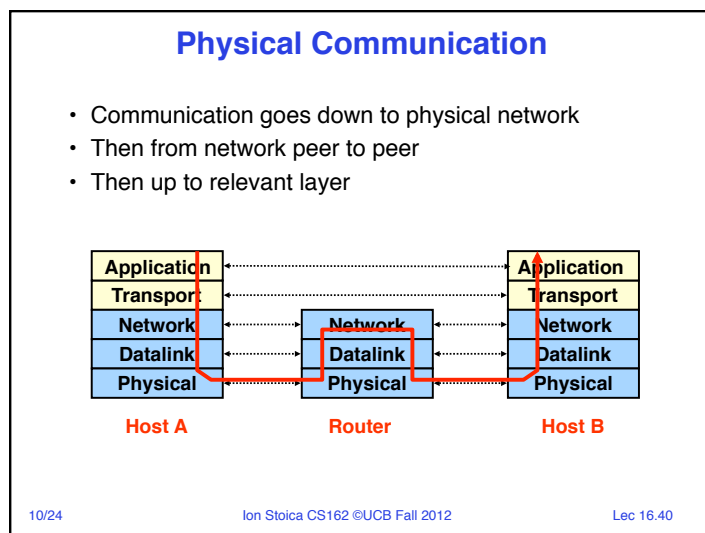 Physical Communication
• Communication goes down to physical network
• Then from network peer to peer
• Then up to relevant layer
Application Application
Transport Transport
Network Network Network
Datalink Datalink Datalink
Physical Physical Physical
Host A Router Host B
10/24 Ion Stoica CS162 ©UCB Fall 2012 Lec 16.40